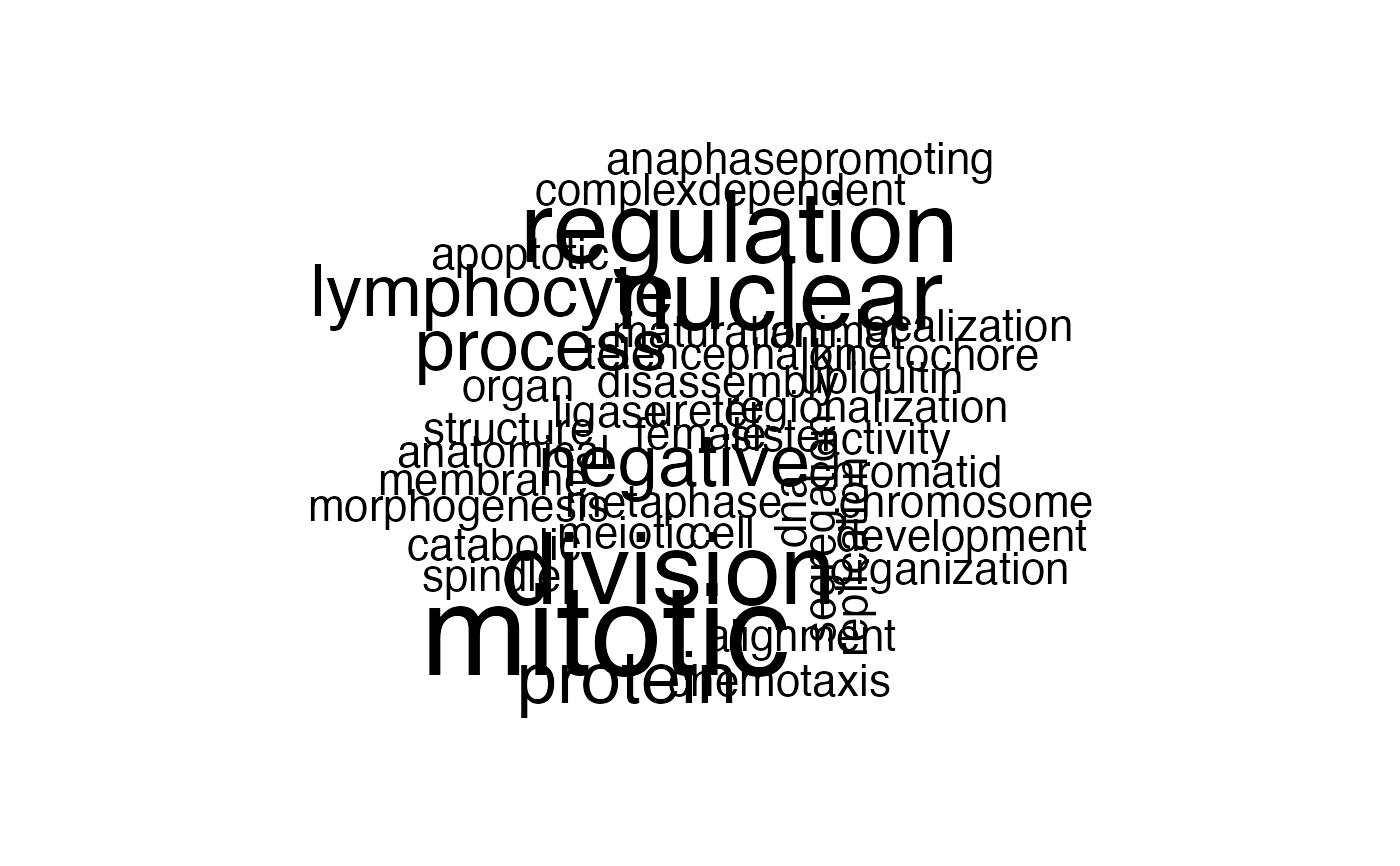 anaphasepromoting
complexdependent
regulation
apoptotic
lymphocyte
nuclear
maturation
animal
localization
process
telencephalon
kinetochore
organ
disassembly
ubiquitin
ligase
ureter
regionalization
structure
female
sister
activity
anatomical
negative
membrane
chromatid
morphogenesis
metaphase
dna
segregation
replication
chromosome
catabolic
meiotic
cell
development
spindle
division
organization
mitotic
alignment
protein
chemotaxis